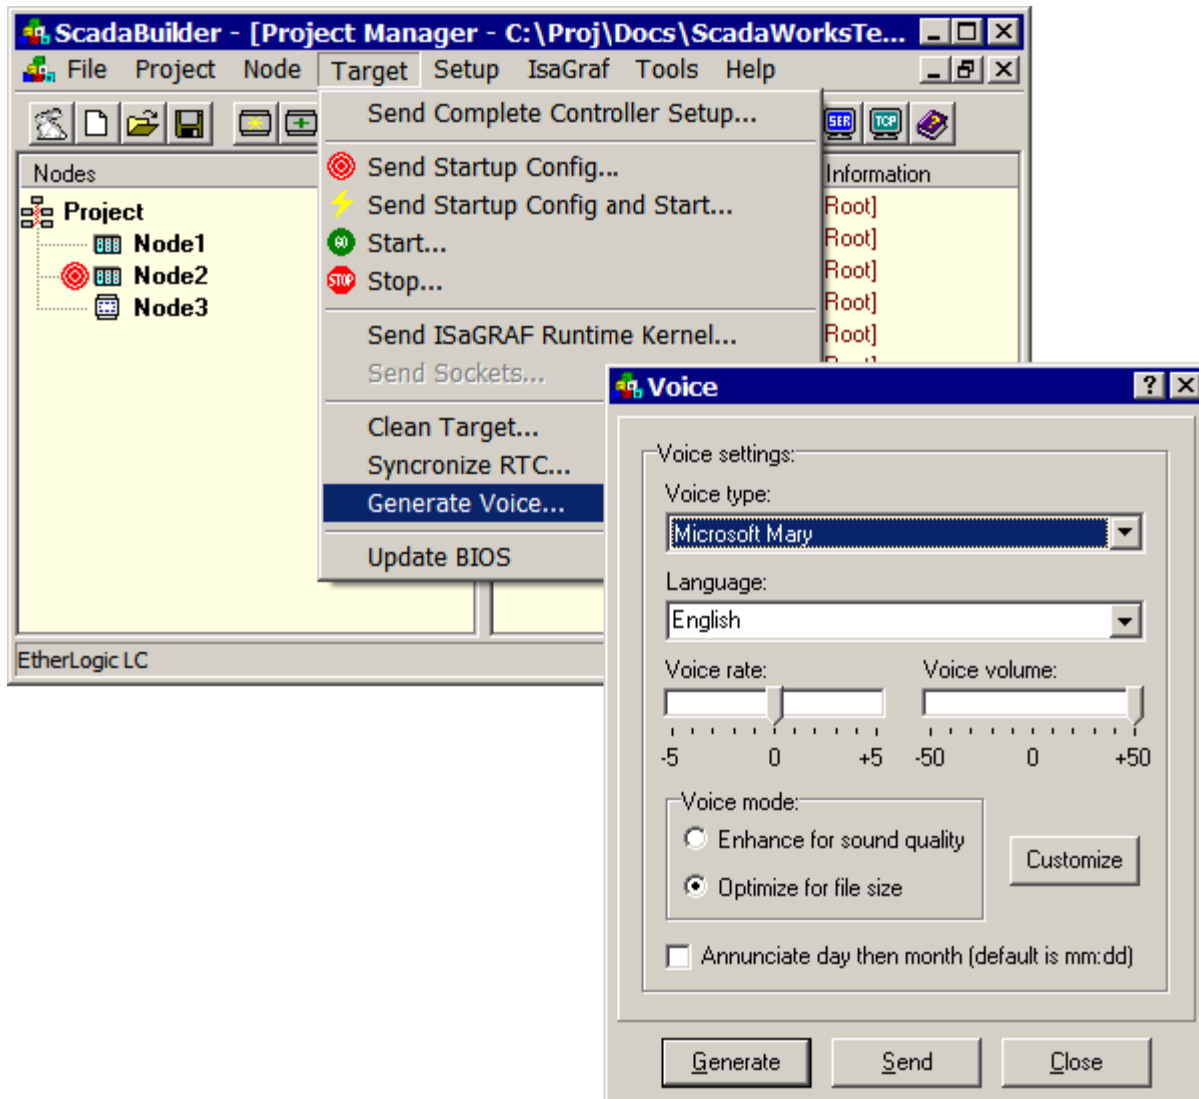 ScadaBuilder - [Project Manager - C:\Proj\Docs\ScadaWorksTe...
File Project Node Target Setup IsaGraf Tools Help
SER TCP
Nodes
Information
Project
Node1
Node2
Node3
Send Complete Controller Setup...
Send Startup Config...
Send Startup Config and Start...
GO Start...
STOP Stop...
Send ISaGRAF Runtime Kernel...
Send Sockets...
Clean Target...
Syncronize RTC...
Generate Voice...
Update BIOS
Root]
Root]
Root]
Root]
Root]
EtherLogic LC
Voice
Voice settings:
Voice type:
Microsoft Mary
Language:
English
Voice rate: Voice volume:
-5 0 +5 -50 0 +50
Voice mode:
Enhance for sound quality
Optimize for file size
Customize
Annunciate day then month (default is mm:dd)
Generate Send Close